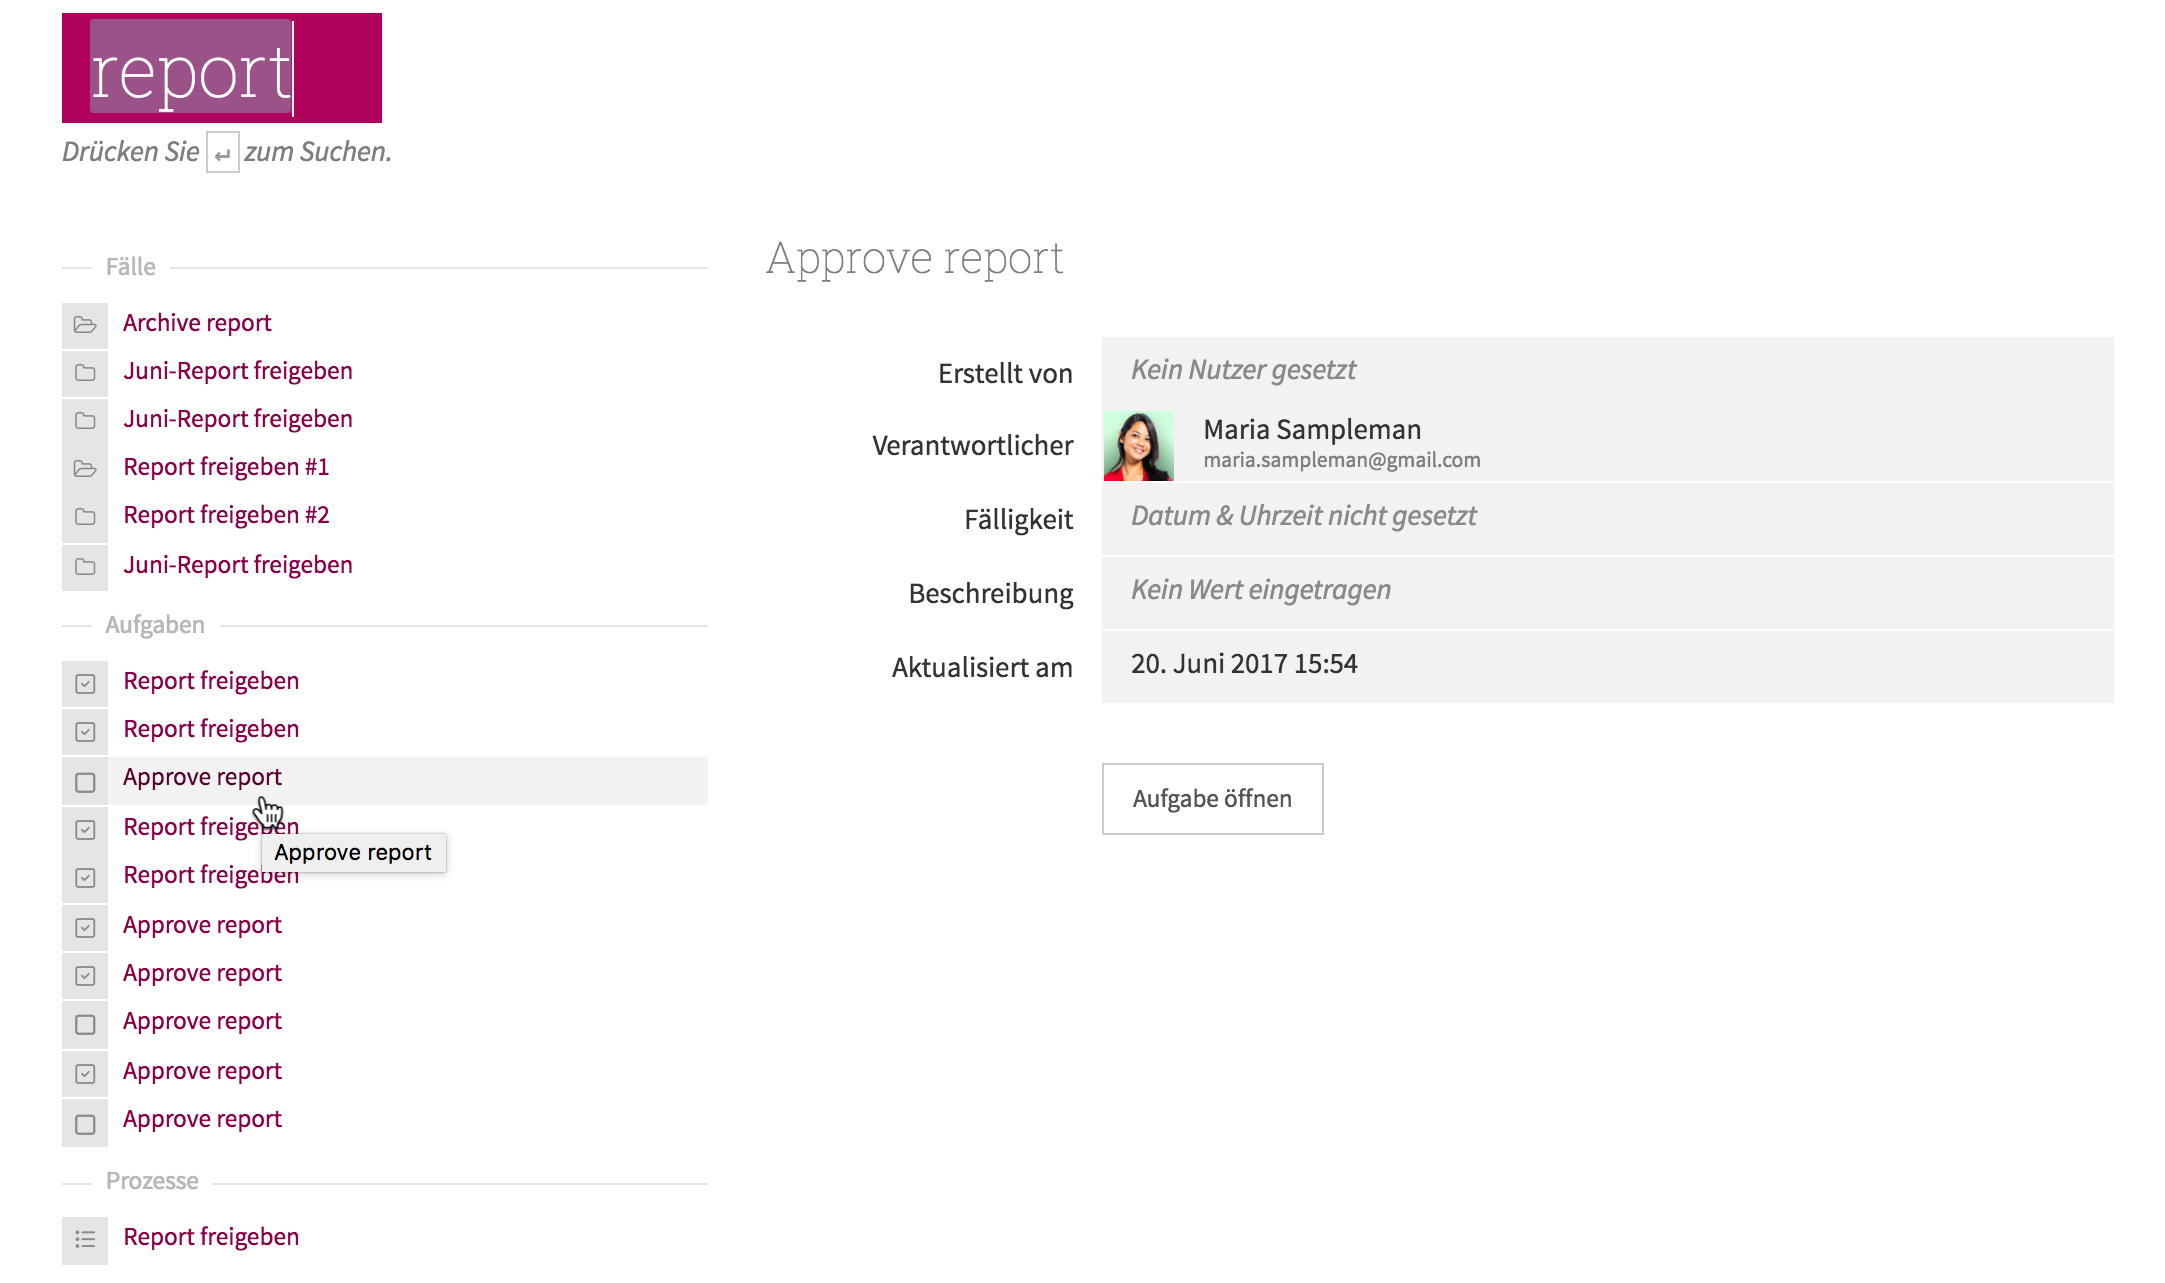 report
Drücken Sie ↵ zum Suchen.
Fälle
Archive report
Juni-Report freigeben
Juni-Report freigeben
Report freigeben #1
Report freigeben #2
Juni-Report freigeben
Aufgaben
Report freigeben
Report freigeben
Approve report
Report freigeben
Approve report
Report freigeben
Approve report
Approve report
Approve report
Approve report
Approve report
Prozesse
Report freigeben
Approve report
Erstellt von Kein Nutzer gesetzt
Verantwortlicher Maria Sampleman
maria.sampleman@gmail.com
Fälligkeit Datum & Uhrzeit nicht gesetzt
Beschreibung Kein Wert eingetragen
Aktualisiert am 20. Juni 2017 15:54
Aufgabe öffnen